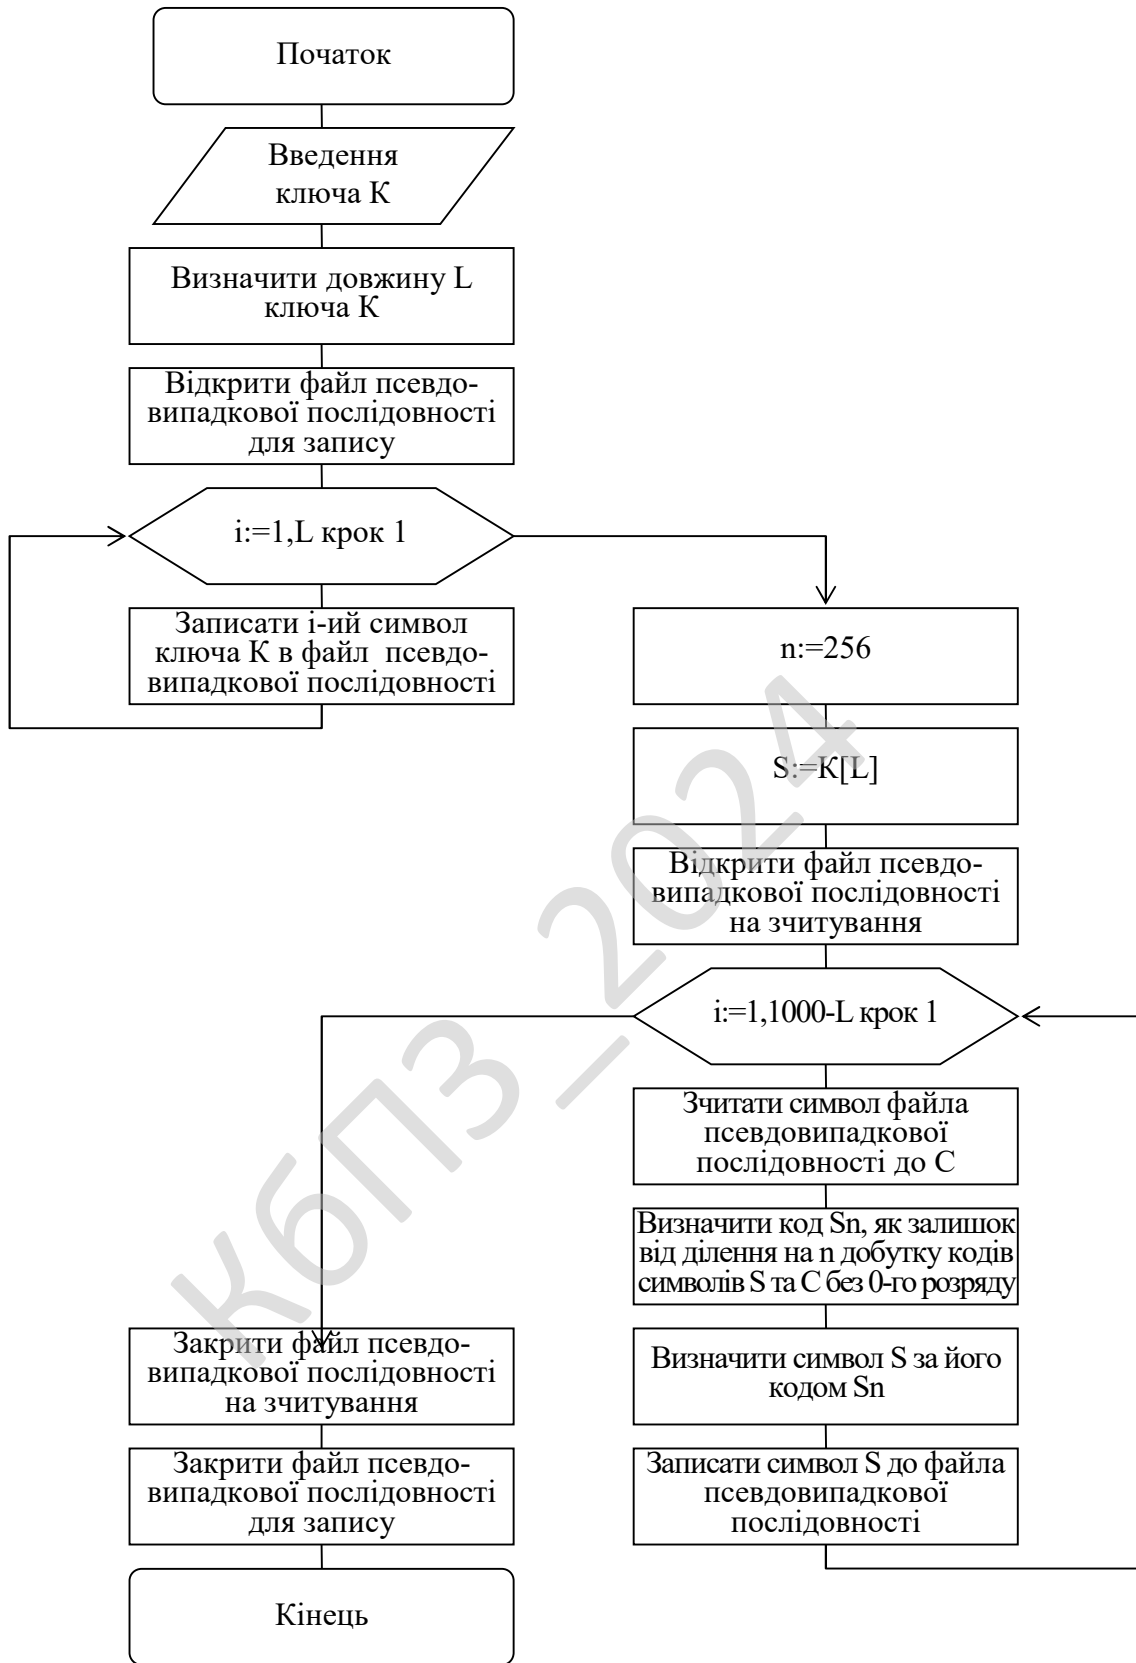 Початок
Введення
ключа К
Визначити довжину L
ключа К
Відкрити файл псевдо-
випадкової послідовності
для запису
i:=1,L крок 1
Записати i-ий символ
ключа К в файл псевдо-
випадкової послідовності
n:=256
S:=К[L]
Відкрити файл псевдо-
випадкової послідовності
на зчитування
i:=1,1000-L крок 1
Зчитати символ файла
псевдовипадкової
послідовності до С
Визначити код Sn, як залишок
від ділення на n добутку кодів
символів S та С без 0-го розряду
Визначити символ S за його
кодом Sn
Записати символ S до файла
псевдовипадкової
послідовності
Закрити файл псевдо-
випадкової послідовності
на зчитування
Закрити файл псевдо-
випадкової послідовності
для запису
Кінець
КбПЗ_2024